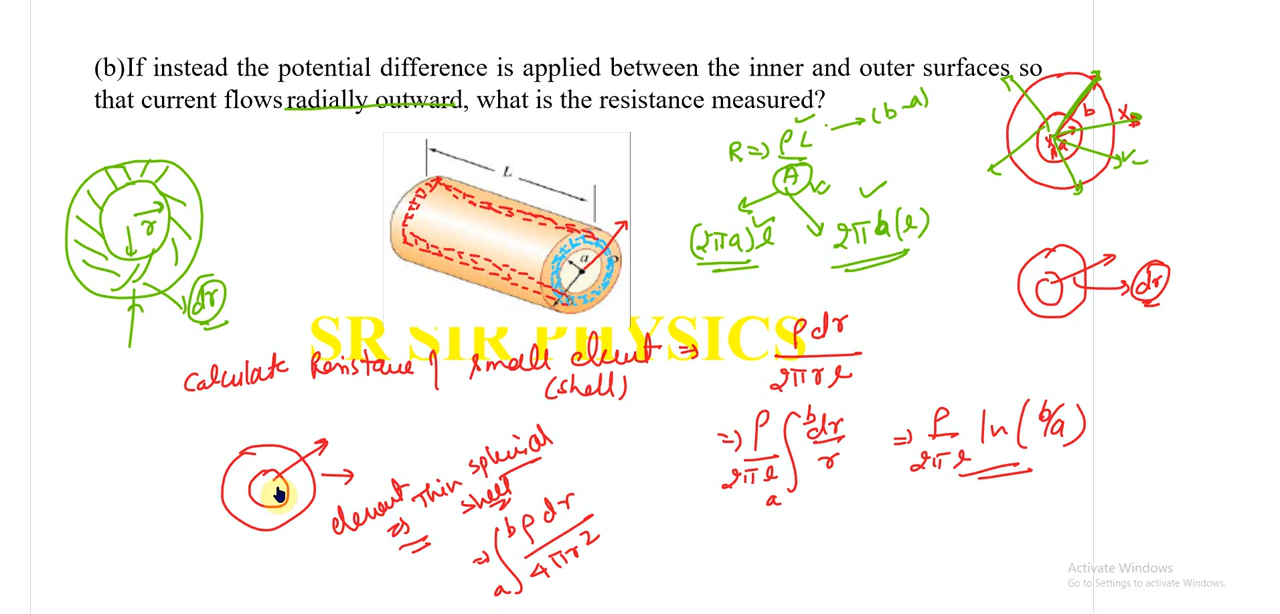 (b)If instead the potential difference is applied between the inner and outer surfaces so
that current flows radially outward, what is the resistance measured?
R => ρL/A → (b-a)
(2πa)l 2πb(l)
L
a
b
a
r
dr
dr
SR SIR PHYSICS
Calculate Resistance of small element => ρdr/2πrl
(shell)
=> ρ/2πl ∫ₐᵇ dr/r => ρ/2πl ln(b/a)
element => Thin spherical
sheet
=> ∫ₐᵇ ρdr/4πr2
Activate Windows
Go to Settings to activate Windows.